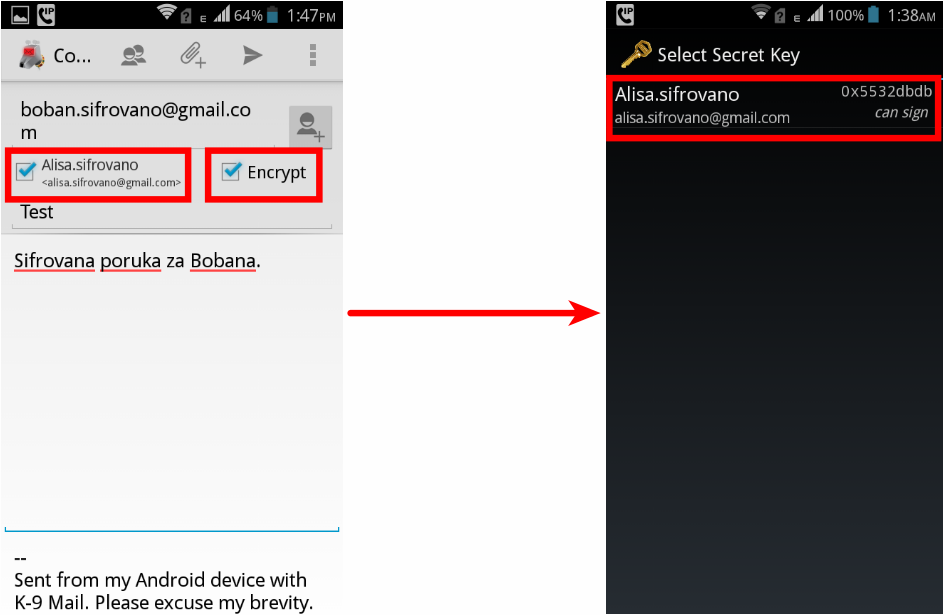 IP
E
64%
1:47PM
Co...
boban.sifrovano@gmail.co
m
Alisa.sifrovano
<alisa.sifrovano@gmail.com>
Encrypt
Test
Sifrovana poruka za Bobana.
--
Sent from my Android device with
K-9 Mail. Please excuse my brevity.
IP
E
100%
1:38AM
Select Secret Key
Alisa.sifrovano
0x5532dbdb
alisa.sifrovano@gmail.com
can sign